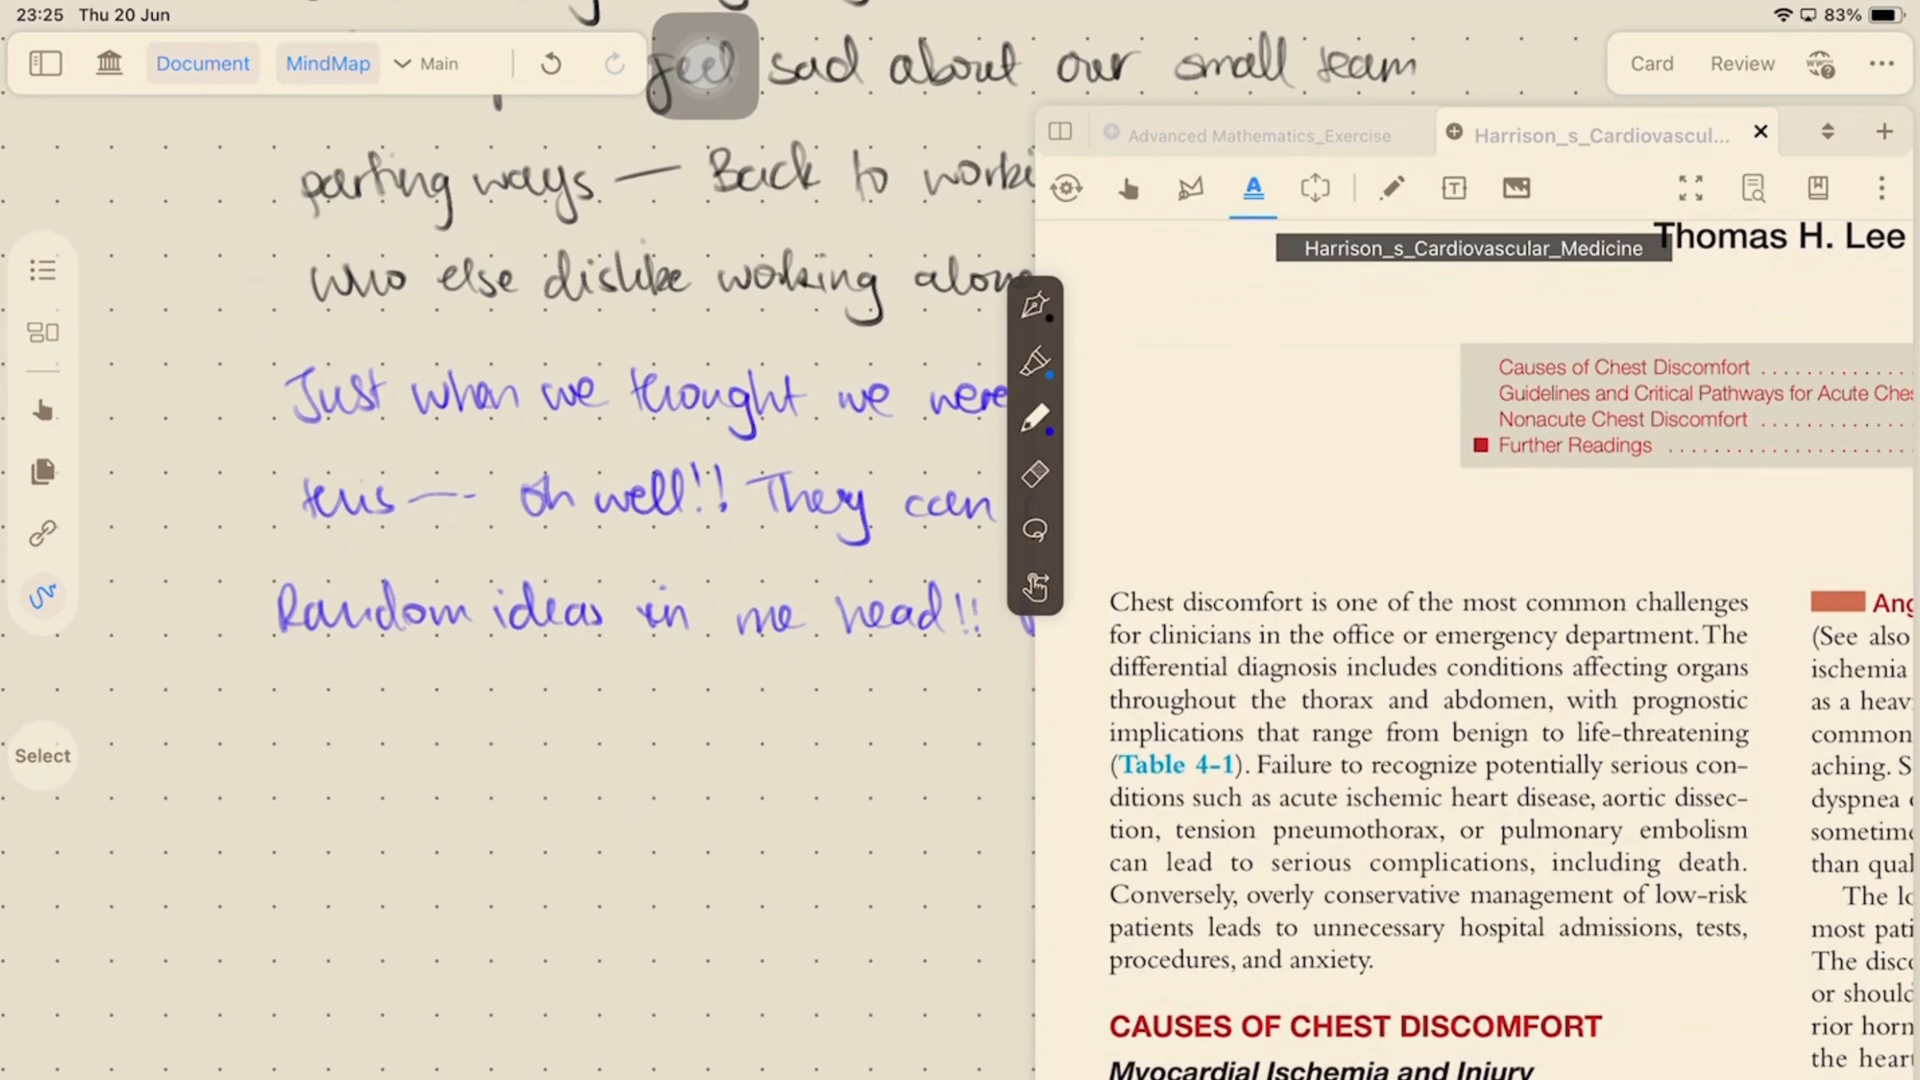 23:25 Thu 20 Jun
83%
Document MindMap Main
Card Review
feel sad about our small team
parting ways — Back to worki
who else dislike working alone
Just when we thought we were
this — oh well!! They can
Random ideas in me head!!
Select
Advanced Mathematics_Exercise
Harrison_s_Cardiovascul...
Harrison_s_Cardiovascular_Medicine
Thomas H. Lee
Causes of Chest Discomfort . . . . . . . . . . . .
Guidelines and Critical Pathways for Acute Ches
Nonacute Chest Discomfort . . . . . . . . . . . .
Further Readings . . . . . . . . . . . . . . . . . . .
Chest discomfort is one of the most common challenges
for clinicians in the office or emergency department. The
differential diagnosis includes conditions affecting organs
throughout the thorax and abdomen, with prognostic
implications that range from benign to life-threatening
(Table 4-1). Failure to recognize potentially serious con-
ditions such as acute ischemic heart disease, aortic dissec-
tion, tension pneumothorax, or pulmonary embolism
can lead to serious complications, including death.
Conversely, overly conservative management of low-risk
patients leads to unnecessary hospital admissions, tests,
procedures, and anxiety.
CAUSES OF CHEST DISCOMFORT
Myocardial Ischemia and Injury
Ang
(See also
ischemia
as a heav
common
aching. S
dyspnea
sometime
than qual
The lo
most pati
The disco
or should
rior horn
the heart